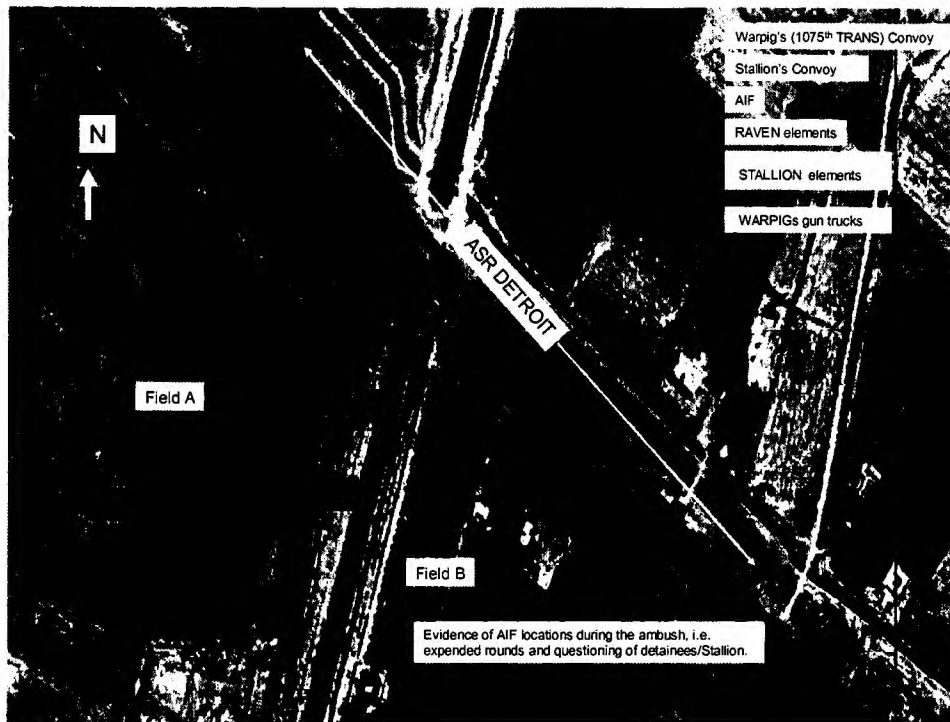 Warpig's (1075th TRANS) Convoy
Stallion's Convoy
AIF
RAVEN elements
STALLION elements
WARPIGs gun trucks
N
ASR DETROIT
Field A
Field B
Evidence of AIF locations during the ambush, i.e.
expended rounds and questioning of detainees/Stallion.